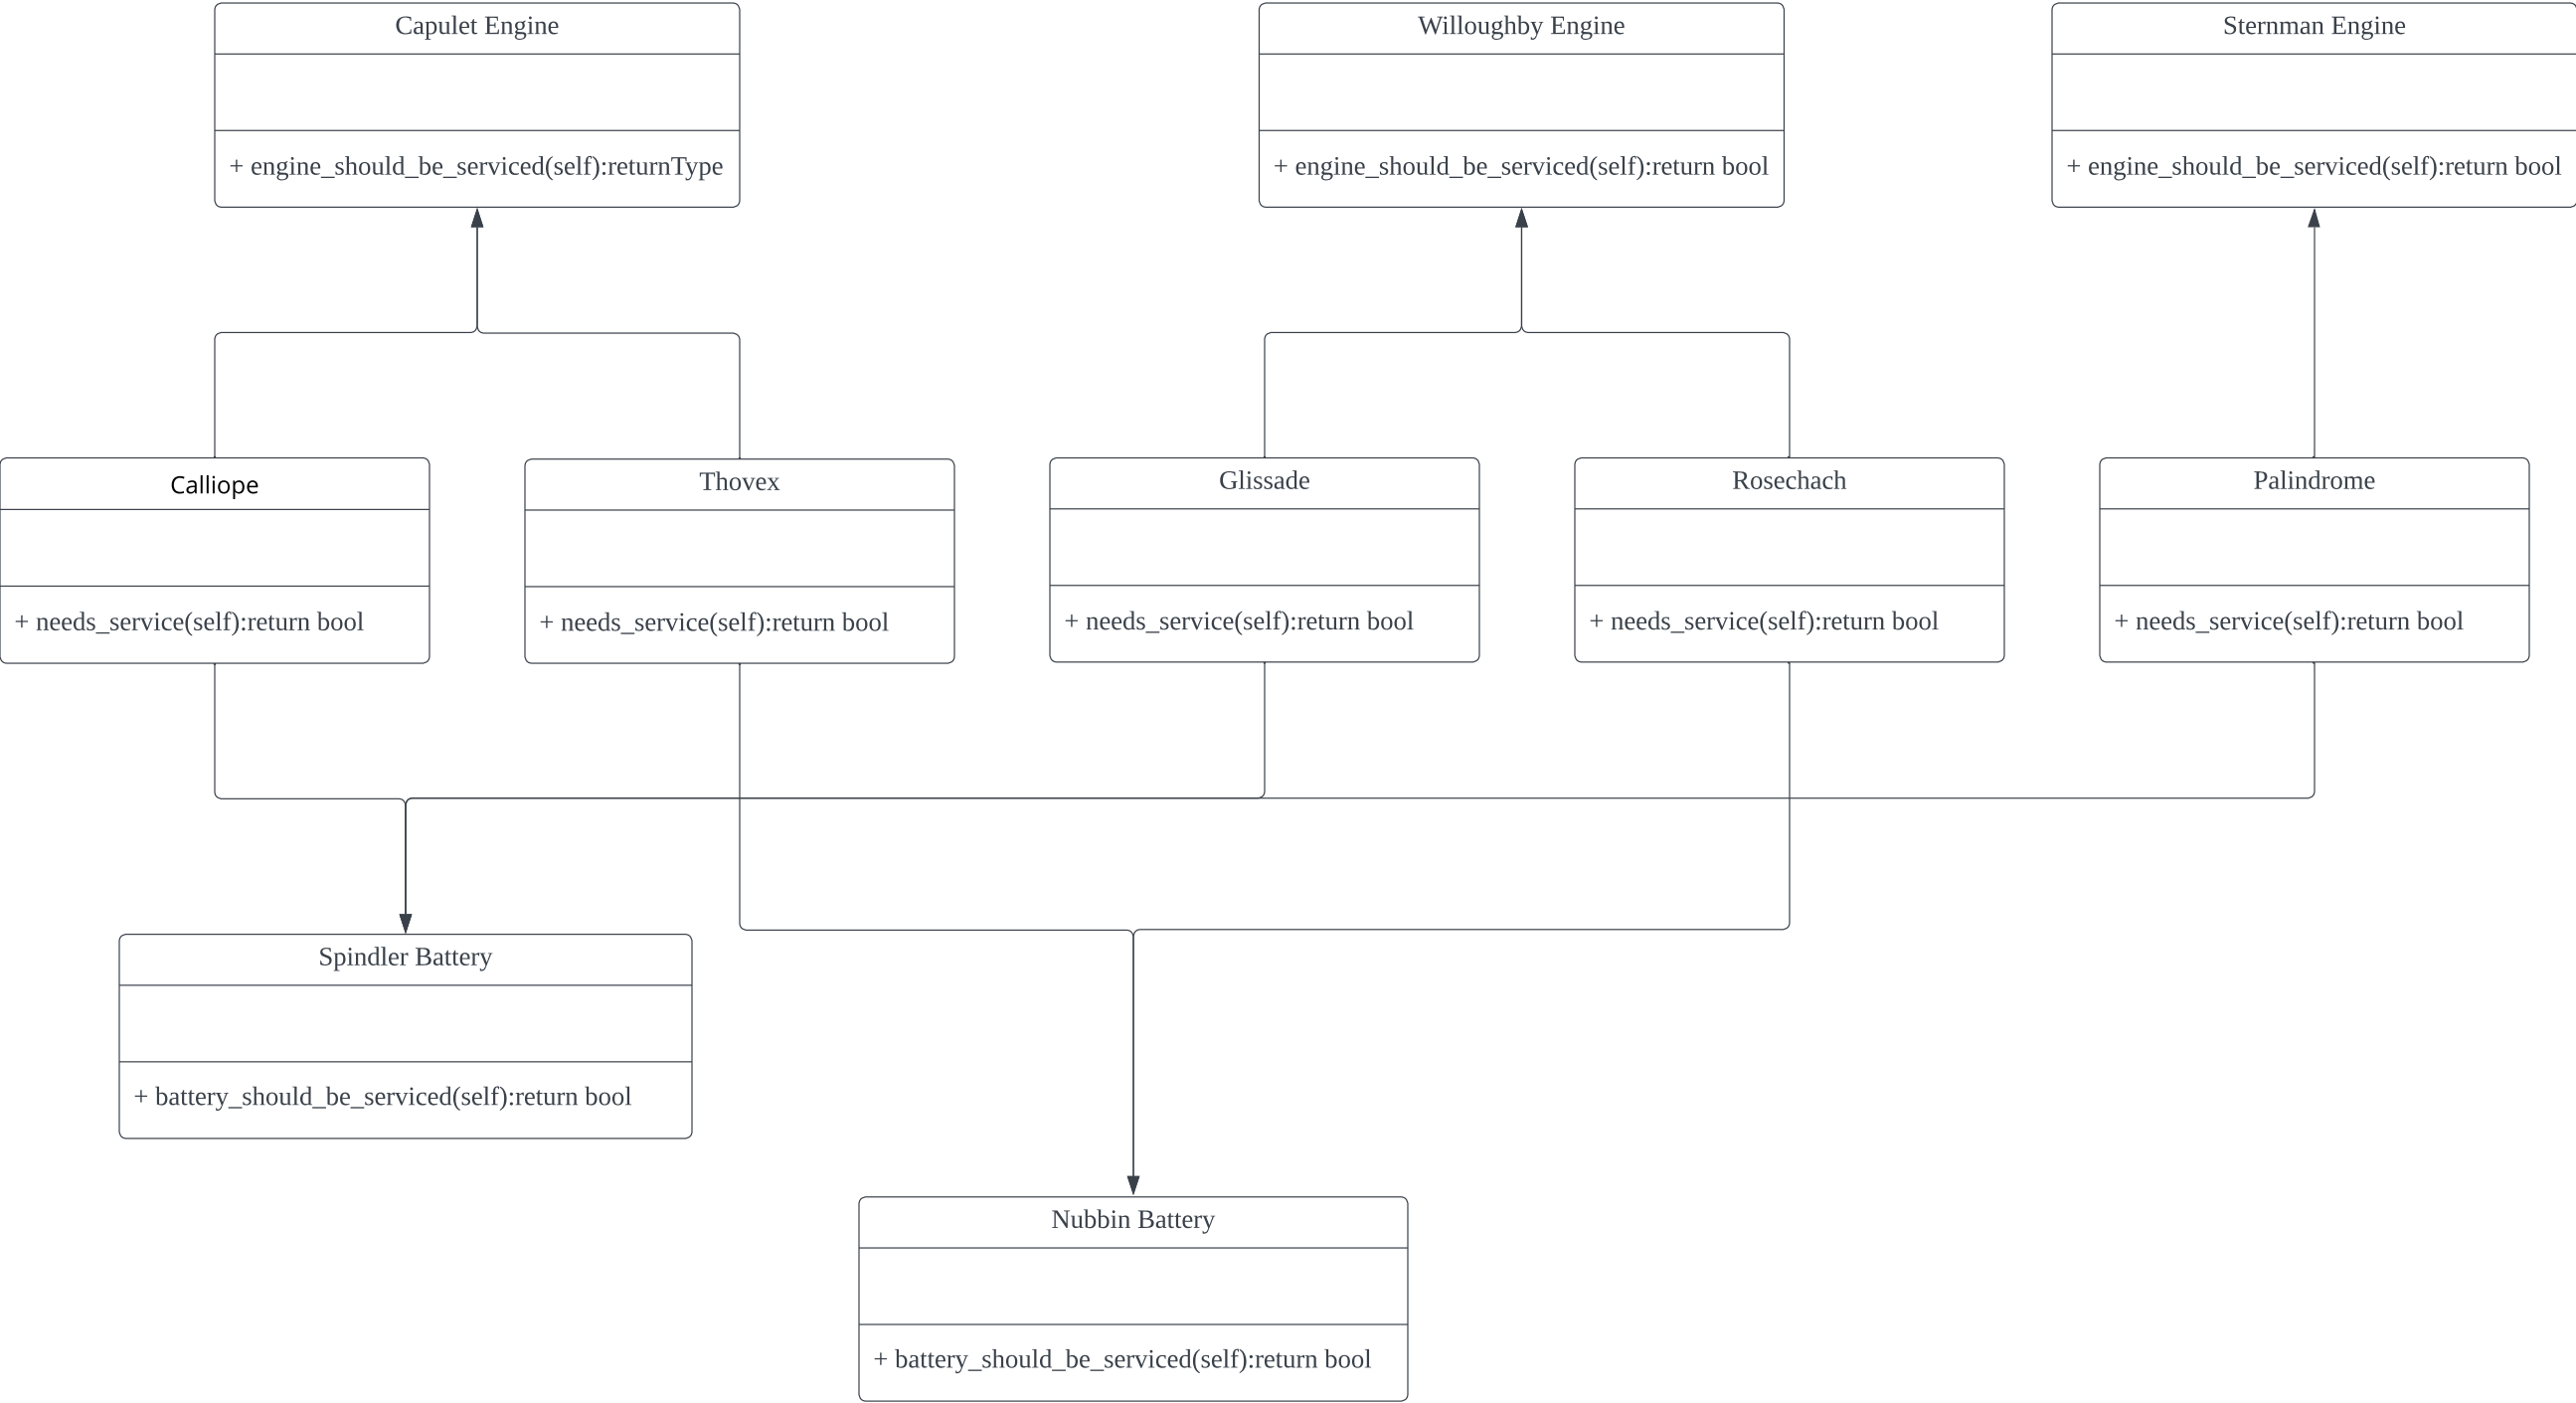 Capulet Engine
+ engine_should_be_serviced(self):returnType
Willoughby Engine
+ engine_should_be_serviced(self):return bool
Sternman Engine
+ engine_should_be_serviced(self):return bool
Calliope
+ needs_service(self):return bool
Thovex
+ needs_service(self):return bool
Glissade
+ needs_service(self):return bool
Rosechach
+ needs_service(self):return bool
Palindrome
+ needs_service(self):return bool
Spindler Battery
+ battery_should_be_serviced(self):return bool
Nubbin Battery
+ battery_should_be_serviced(self):return bool